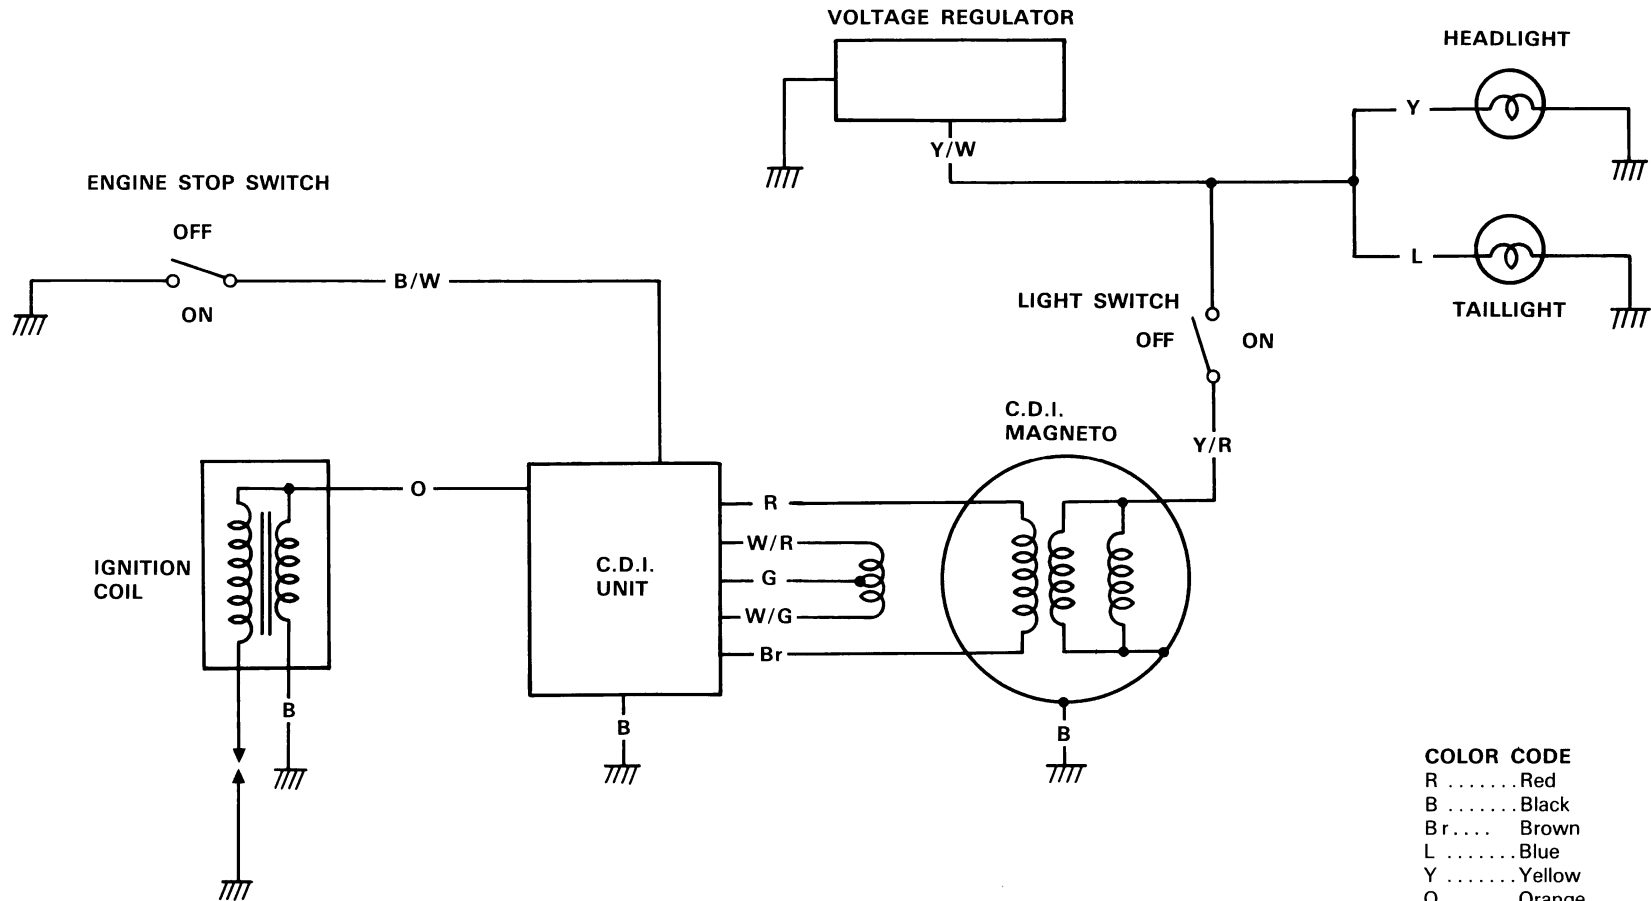 VOLTAGE REGULATOR
HEADLIGHT
Y
Y/W
ENGINE STOP SWITCH
OFF
B/W
ON
L
TAILLIGHT
LIGHT SWITCH
OFF
ON
C.D.I.
MAGNETO
Y/R
O
R
W/R
G
W/G
Br
C.D.I.
UNIT
IGNITION
COIL
B
B
B
COLOR CODE
R .......Red
B .......Black
Br.... Brown
L .......Blue
Y .......Yellow
O Orange